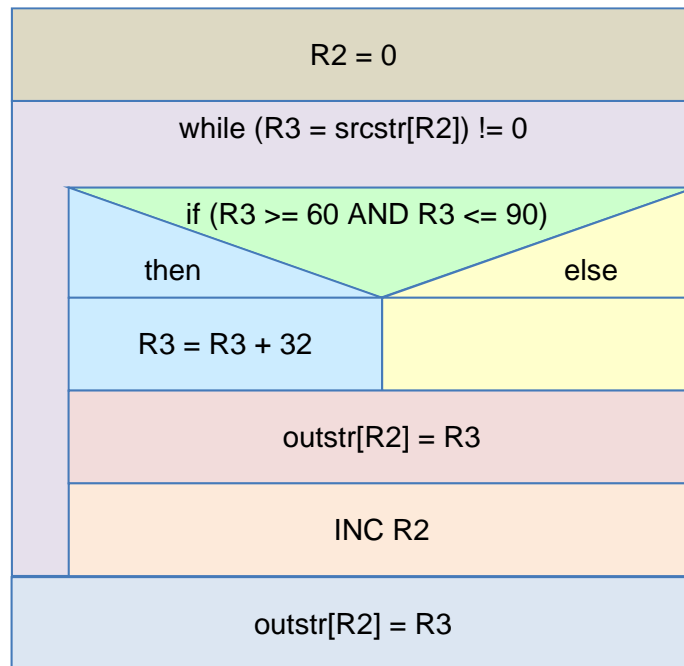 R2 = 0
while (R3 = srcstr[R2]) != 0
if (R3 >= 60 AND R3 <= 90)
then
else
R3 = R3 + 32
outstr[R2] = R3
INC R2
outstr[R2] = R3